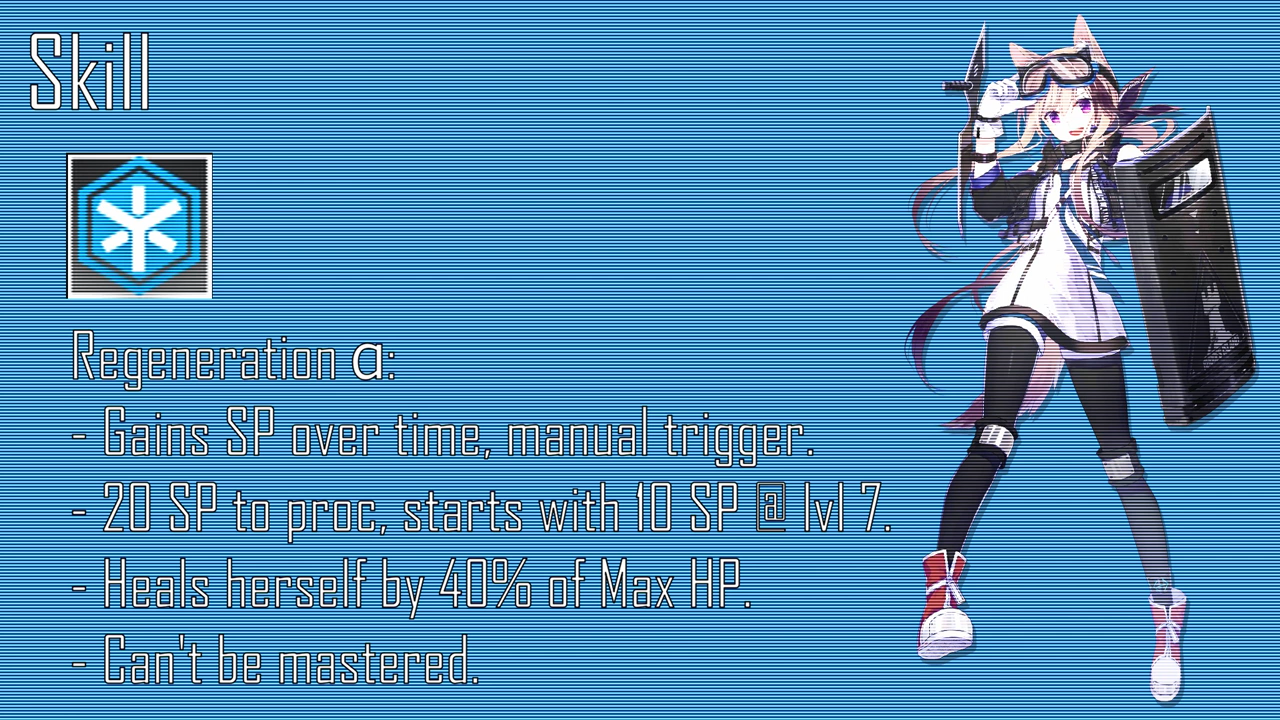 Skill
Regeneration α:
- Gains SP over time, manual trigger.
- 20 SP to proc, starts with 10 SP @ lvl 7.
- Heals herself by 40% of Max HP.
- Can't be mastered.